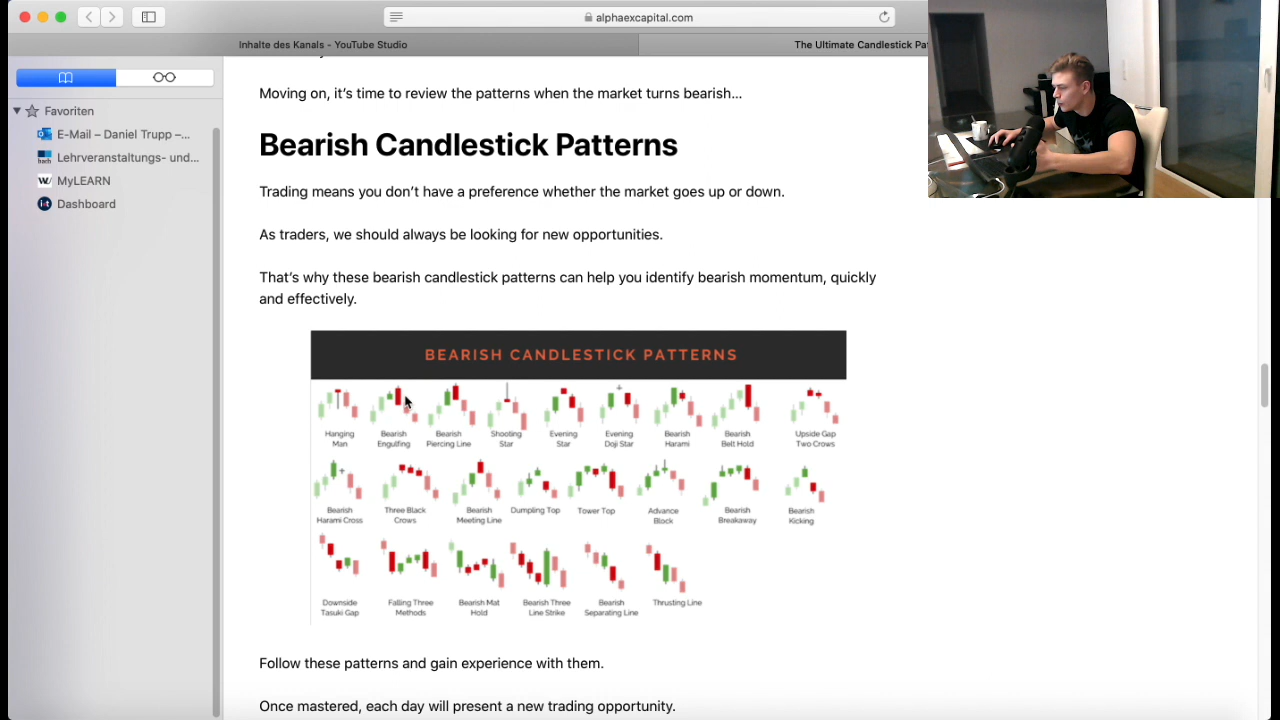 alphaexcapital.com
Inhalte des Kanals - YouTube Studio
The Ultimate Candlestick Pa
Favoriten
E-Mail – Daniel Trupp –...
Lehrveranstaltungs- und...
MyLEARN
Dashboard
Moving on, it's time to review the patterns when the market turns bearish...
Bearish Candlestick Patterns
Trading means you don't have a preference whether the market goes up or down.
As traders, we should always be looking for new opportunities.
That's why these bearish candlestick patterns can help you identify bearish momentum, quickly
and effectively.
BEARISH CANDLESTICK PATTERNS
Hanging Man
Bearish Engulfing
Bearish Piercing Line
Shooting Star
Evening Star
Evening Doji Star
Bearish Harami
Bearish Belt Hold
Upside Gap Two Crows
Bearish Harami Cross
Three Black Crows
Bearish Meeting Line
Dumpling Top
Tower Top
Advance Block
Bearish Breakaway
Bearish Kicking
Downside Tasuki Gap
Falling Three Methods
Bearish Mat Hold
Bearish Three Line Strike
Bearish Separating Line
Thrusting Line
Follow these patterns and gain experience with them.
Once mastered, each day will present a new trading opportunity.